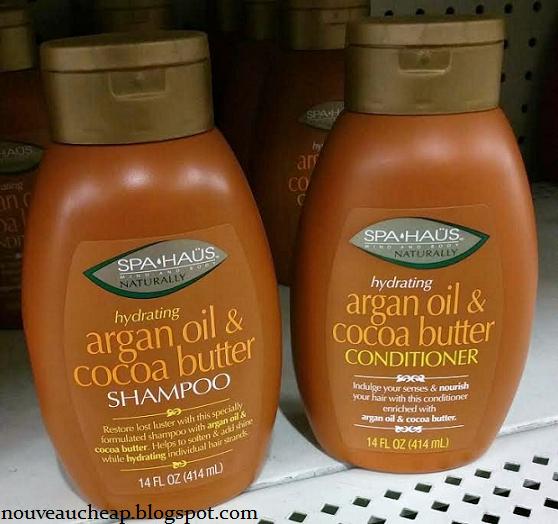 SPA•HAÜS
MIND AND BODY
NATURALLY
hydrating
argan oil &
cocoa butter
SHAMPOO
Restore lost luster with this specially
formulated shampoo with argan oil &
cocoa butter. Helps to soften & add shine
while hydrating individual hair strands.
14 FL OZ (414 mL)
SPA•HAÜS
MIND AND BODY
NATURALLY
hydrating
argan oil &
cocoa butter
CONDITIONER
Indulge your senses & nourish
your hair with this conditioner
enriched with
argan oil & cocoa butter.
14 FL OZ (414 mL)
nouveaucheap.blogspot.com